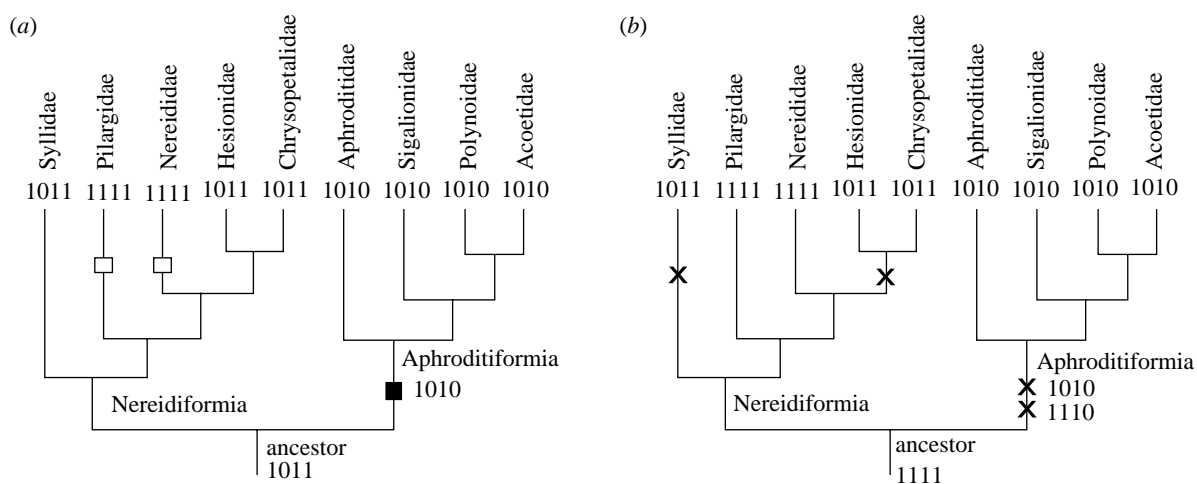 (a)
Syllidae
Pilargidae
Nereididae
Hesionidae
Chrysopetalidae
Aphroditidae
Sigalionidae
Polynoidae
Acoetidae
1011 1111 1111 1011 1011 1010 1010 1010 1010
Aphroditiformia
1010
Nereidiformia
ancestor
1011
(b)
Syllidae
Pilargidae
Nereididae
Hesionidae
Chrysopetalidae
Aphroditidae
Sigalionidae
Polynoidae
Acoetidae
1011 1111 1111 1011 1011 1010 1010 1010 1010
Aphroditiformia
1010
Nereidiformia
1110
ancestor
1111